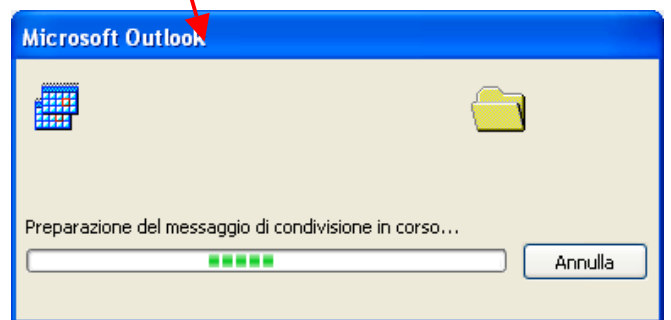 Microsoft Outlook
Preparazione del messaggio di condivisione in corso...
Annulla